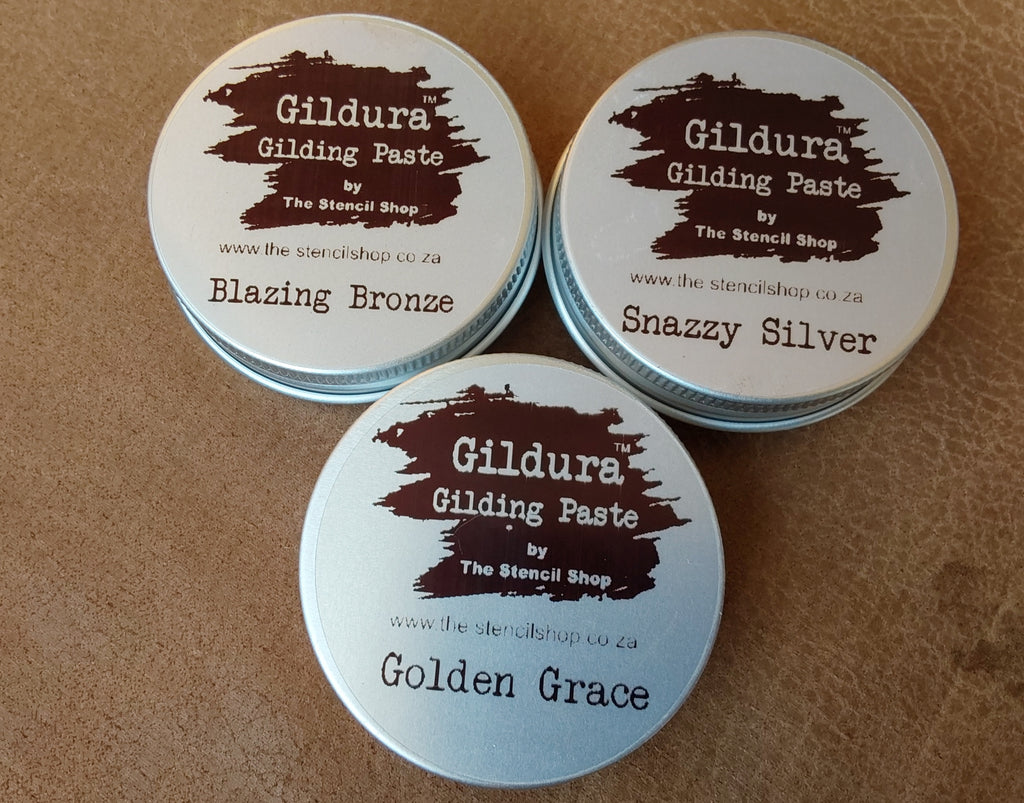 Gildura™
Gilding Paste
by
The Stencil Shop
www.the stencilshop.co.za
Blazing Bronze
Gildura™
Gilding Paste
by
The Stencil Shop
www.the stencilshop.co.za
Snazzy Silver
Gildura™
Gilding Paste
by
The Stencil Shop
www.the stencilshop.co.za
Golden Grace